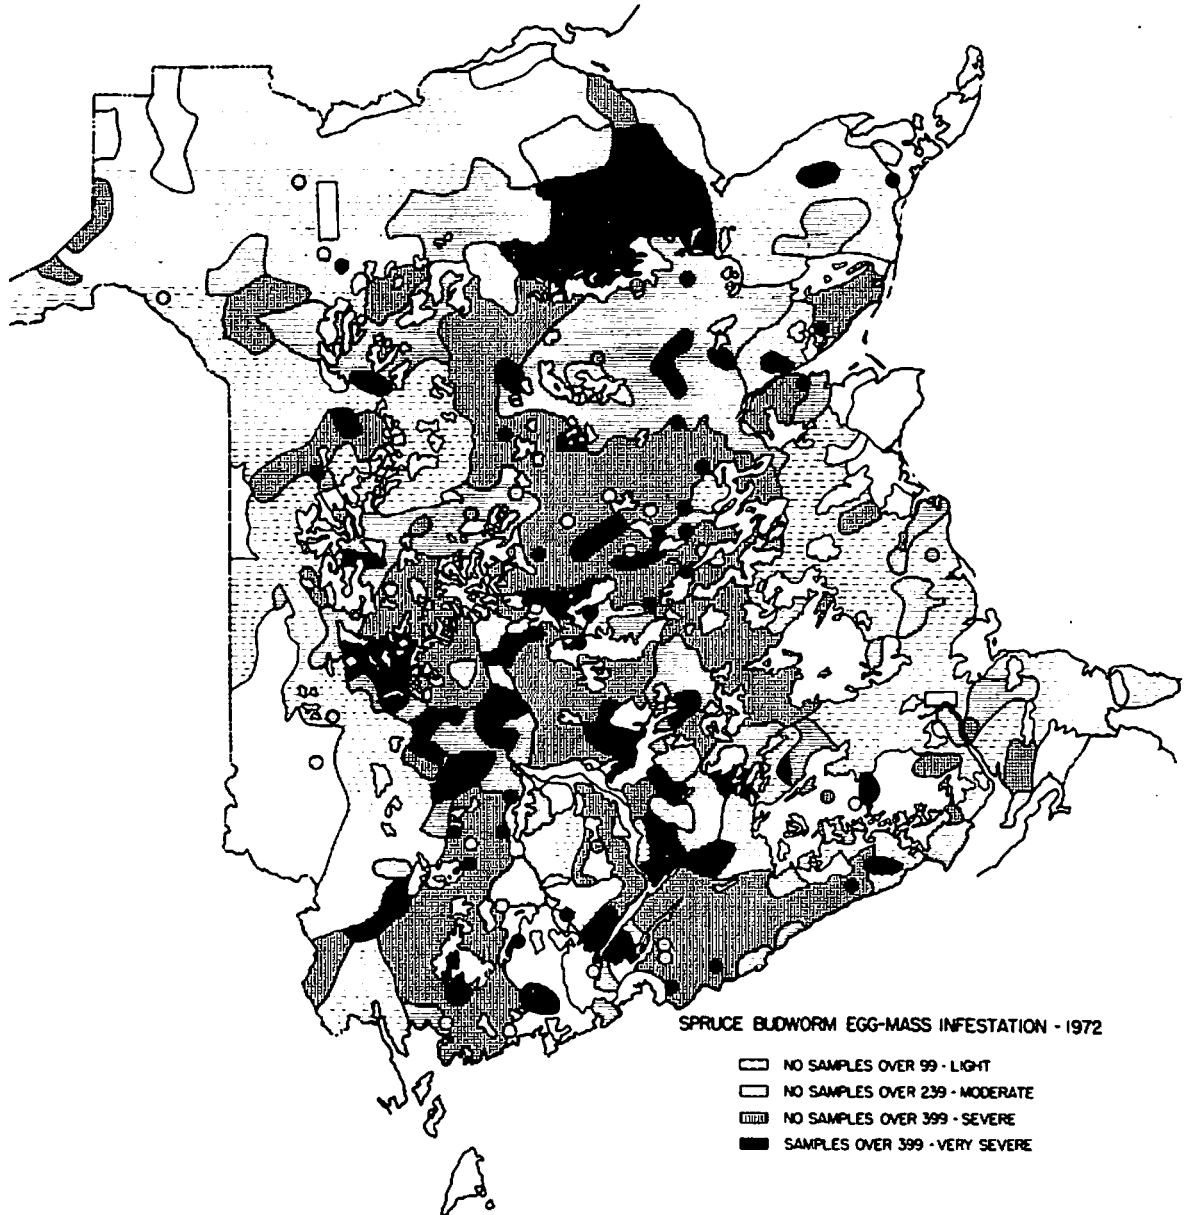 SPRUCE BUDWORM EGG-MASS INFESTATION - 1972
NO SAMPLES OVER 99 - LIGHT
NO SAMPLES OVER 239 - MODERATE
NO SAMPLES OVER 399 - SEVERE
SAMPLES OVER 399 - VERY SEVERE